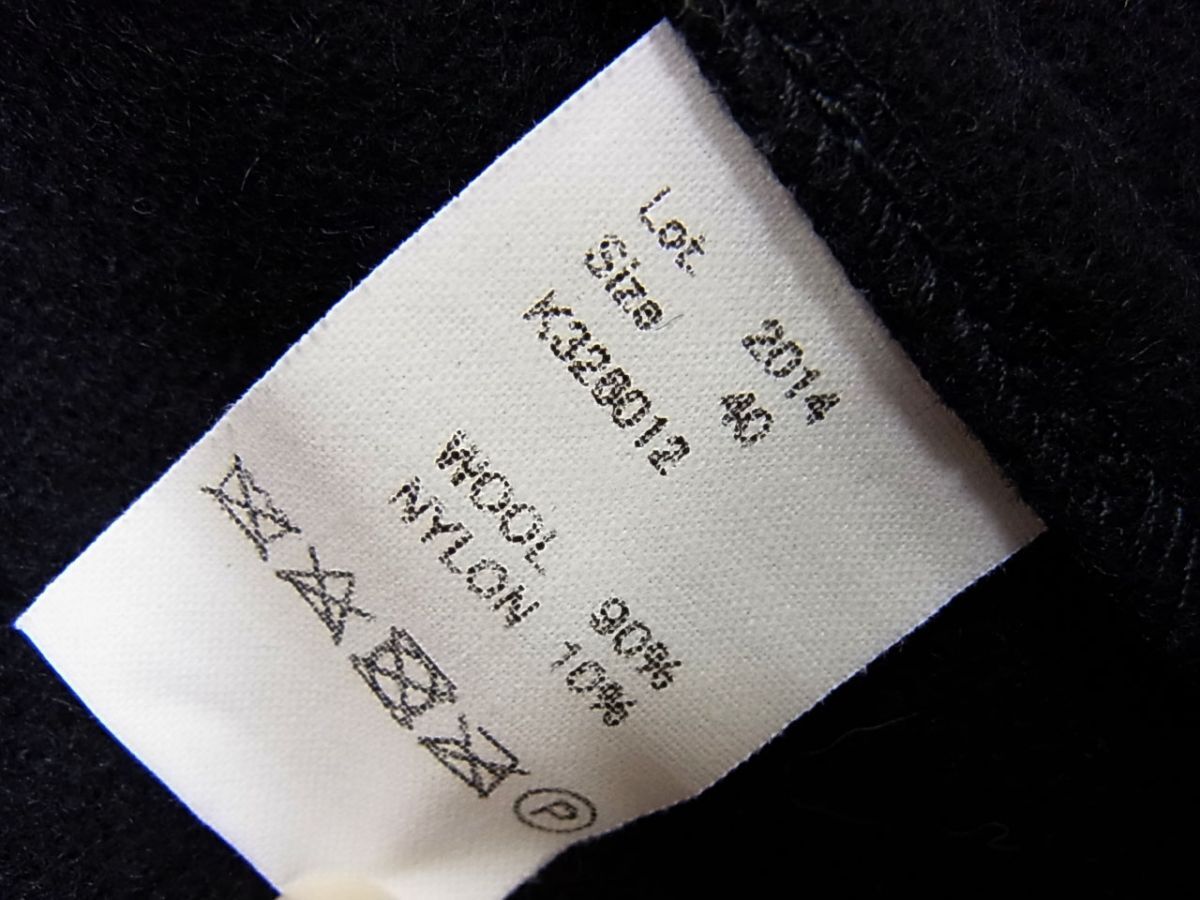 Lot. 2014
Size 40
K328012
WOOL 90%
NYLON 10%
P